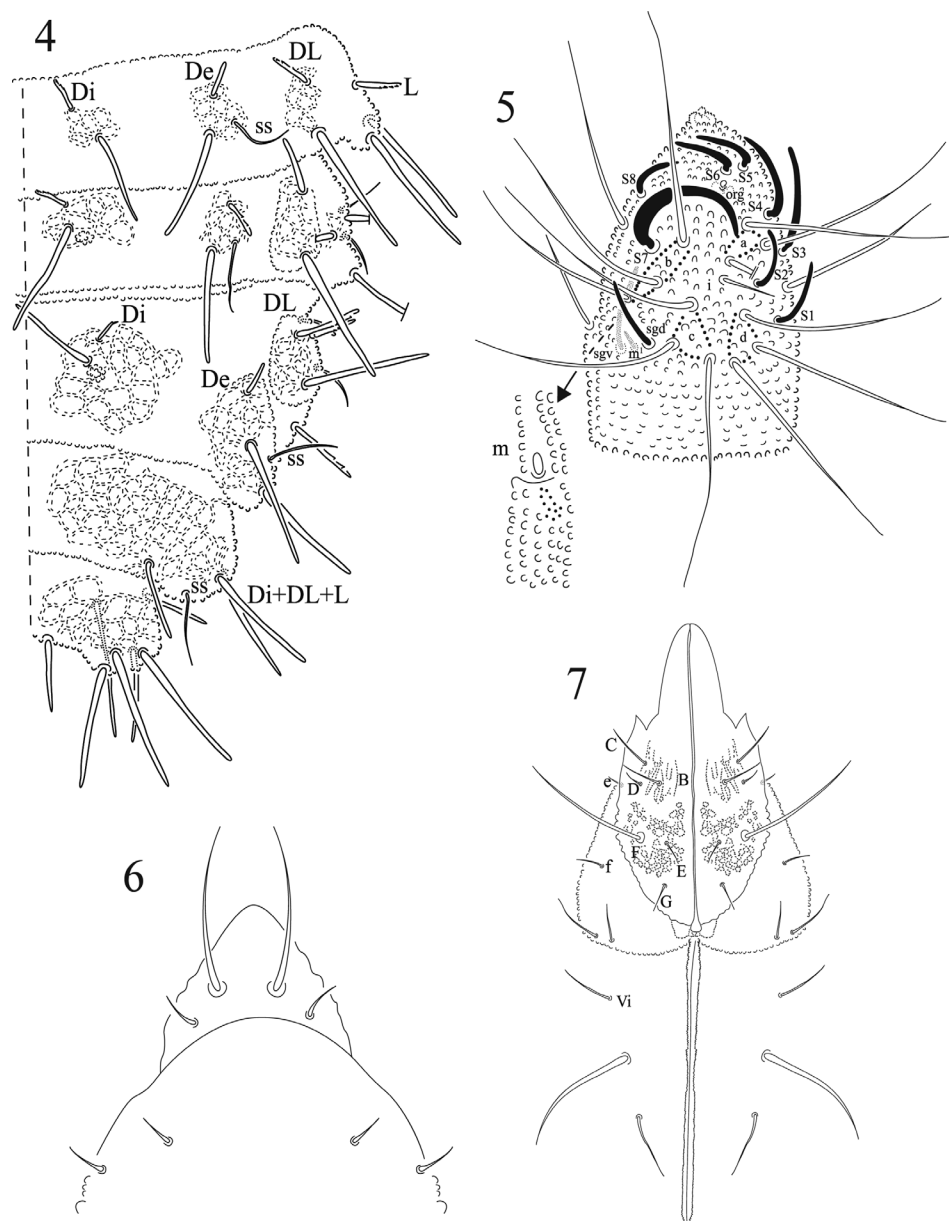 4
Di
De
DL
L
ss
Di
De
DL
ss
ss
Di+DL+L
5
S8
S6
S5
org
S4
S3
a
S7
b
S2
i
S1
sgd
c
d
sgv
m
m
6
7
C
B
e
D
F
E
f
G
Vi